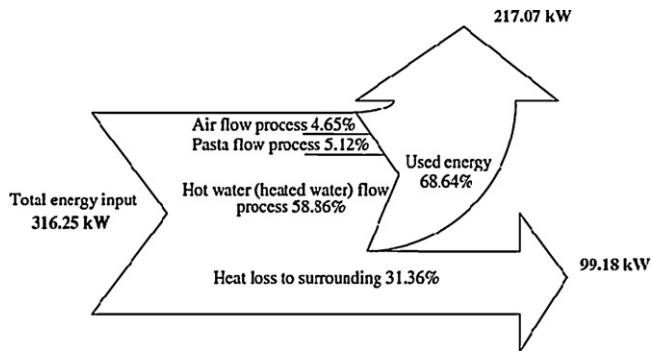 217.07 kW
Air flow process 4.65%
Pasta flow process 5.12%
Used energy
68.64%
Hot water (heated water) flow
process 58.86%
Total energy input
316.25 kW
99.18 kW
Heat loss to surrounding 31.36%